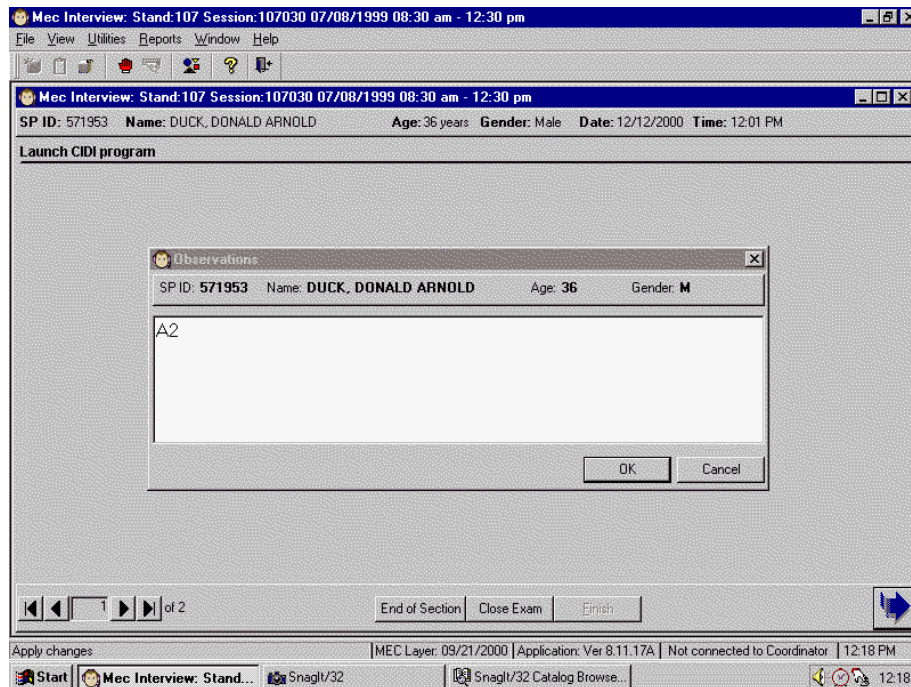 Mec Interview: Stand:107 Session:107030 07/08/1999 08:30 am - 12:30 pm
File View Utilities Reports Window Help
Mec Interview: Stand:107 Session:107030 07/08/1999 08:30 am - 12:30 pm
SP ID: 571953 Name: DUCK, DONALD ARNOLD Age: 36 years Gender: Male Date: 12/12/2000 Time: 12:01 PM
Launch CIDI program
Observations
SP ID: 571953 Name: DUCK, DONALD ARNOLD Age: 36 Gender: M
A2
OK Cancel
1 of 2 End of Section Close Exam Finish
Apply changes MEC Layer: 09/21/2000 Application: Ver 8.11.17A Not connected to Coordinator 12:18 PM
Start Mec Interview: Stand... SnagIt/32 SnagIt/32 Catalog Browse... 12:18